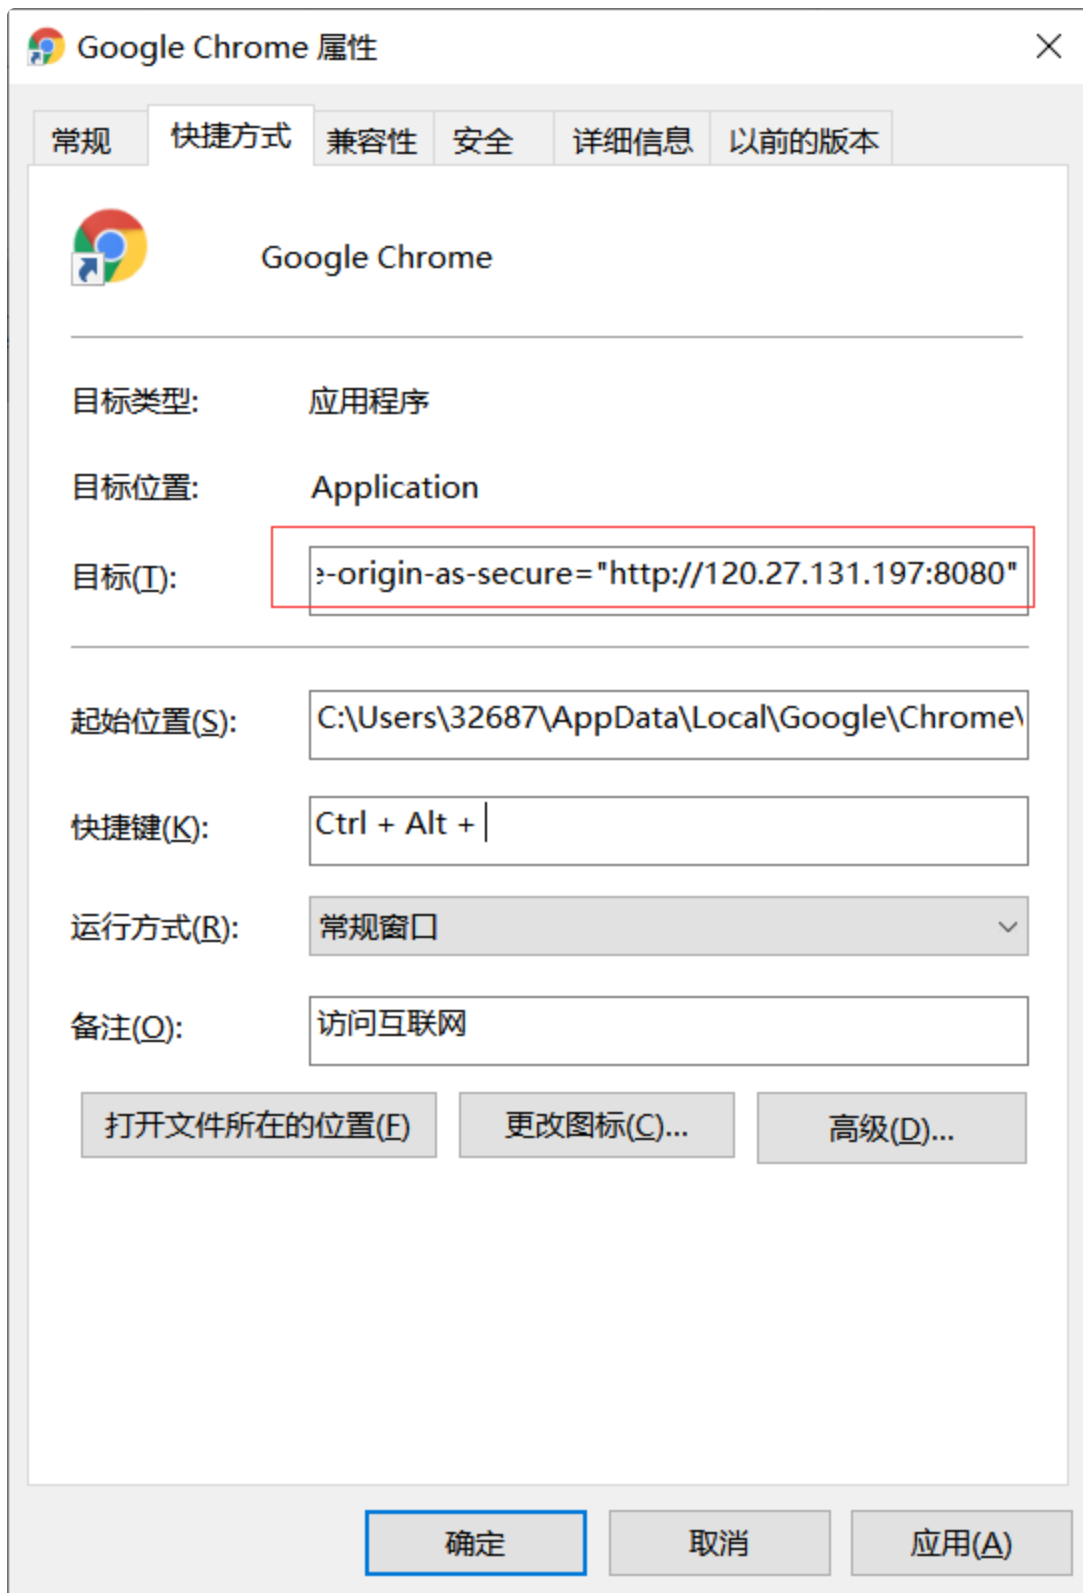 Google Chrome 属性
常规 快捷方式 兼容性 安全 详细信息 以前的版本
Google Chrome
目标类型: 应用程序
目标位置: Application
目标(T): e-origin-as-secure="http://120.27.131.197:8080"
起始位置(S): C:\Users\32687\AppData\Local\Google\Chrome\
快捷键(K): Ctrl + Alt +
运行方式(R): 常规窗口
备注(O): 访问互联网
打开文件所在的位置(F) 更改图标(C)... 高级(D)...
确定 取消 应用(A)